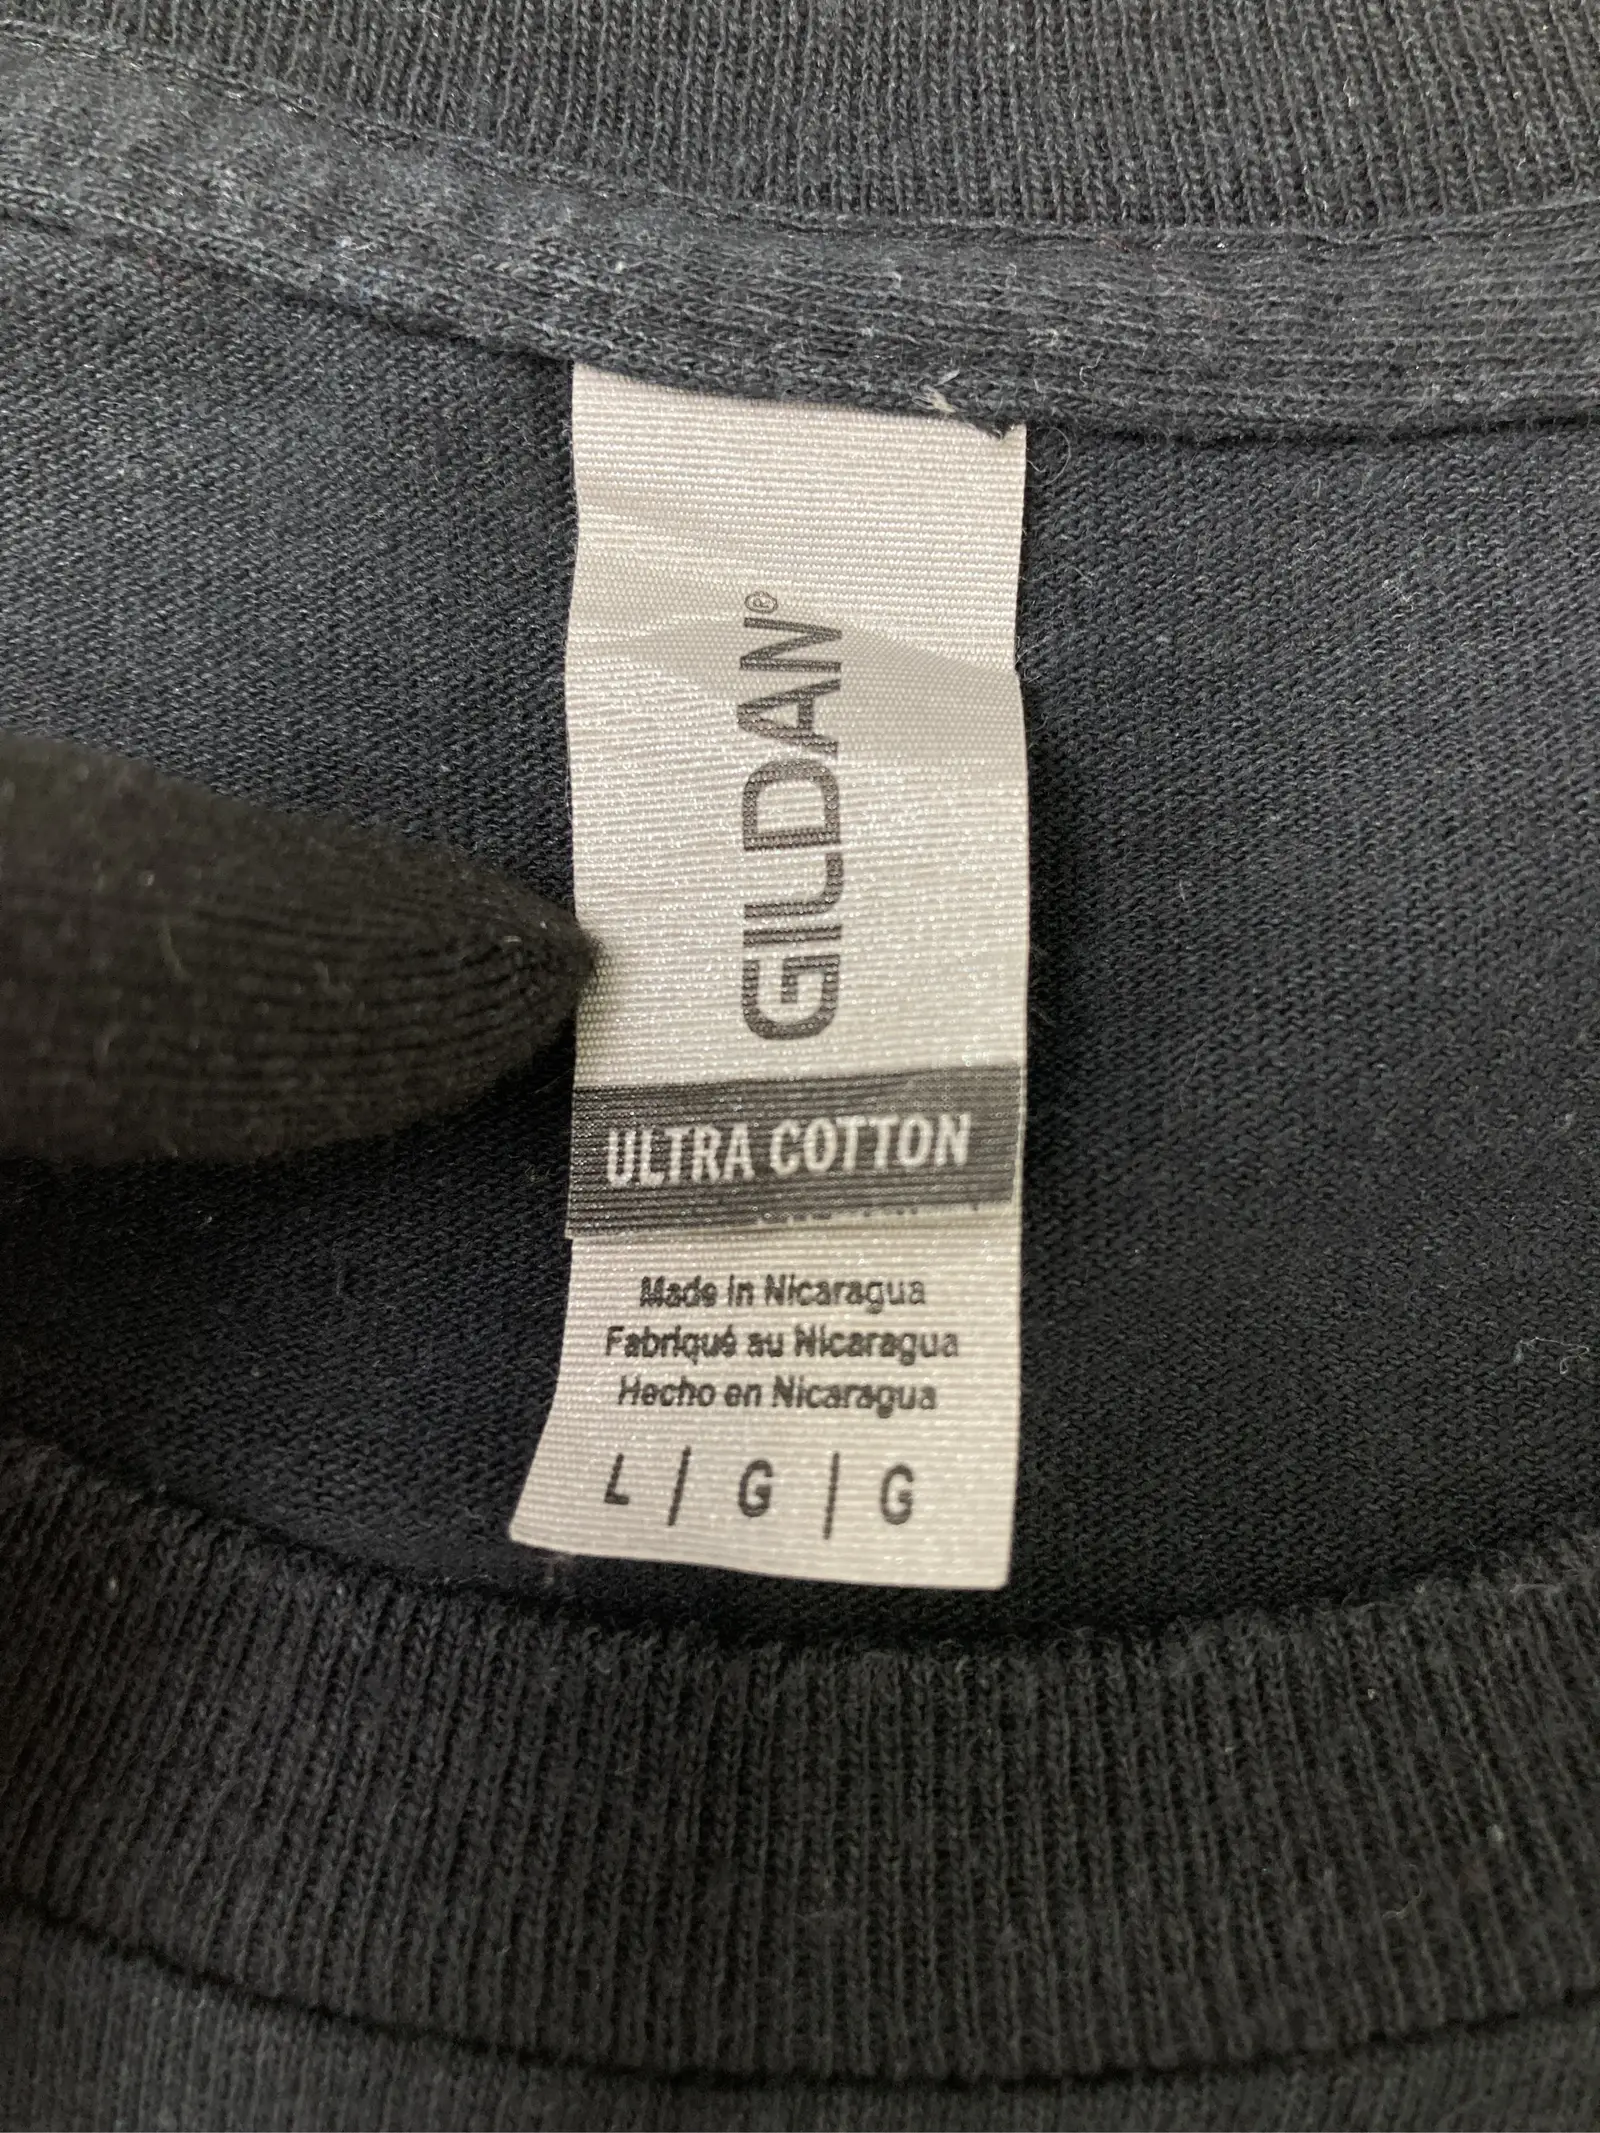 GILDAN®
ULTRA COTTON
Made in Nicaragua
Fabriqué au Nicaragua
Hecho en Nicaragua
L / G / G